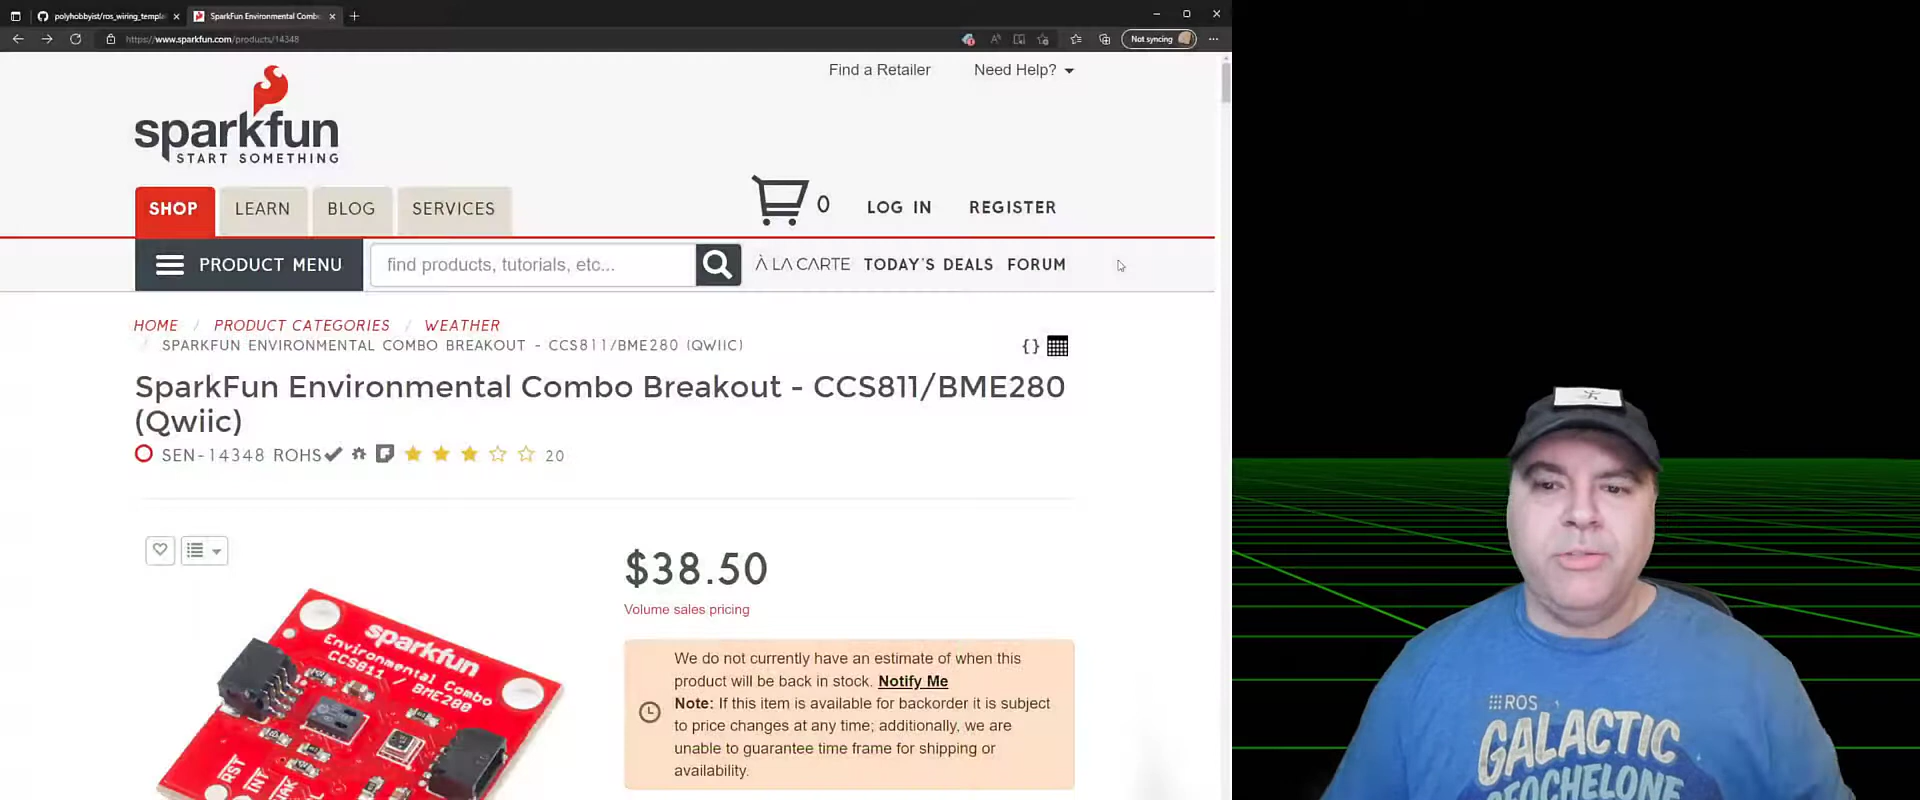 polyhobbyist/ros_wiring_templa
SparkFun Environmental Combo
https://www.sparkfun.com/products/14348
Not syncing
Find a Retailer
Need Help?
sparkfun
START SOMETHING
SHOP
LEARN
BLOG
SERVICES
0
LOG IN
REGISTER
PRODUCT MENU
find products, tutorials, etc...
À LA CARTE
TODAY'S DEALS
FORUM
HOME / PRODUCT CATEGORIES / WEATHER
/ SPARKFUN ENVIRONMENTAL COMBO BREAKOUT - CCS811/BME280 (QWIIC)
{}
SparkFun Environmental Combo Breakout - CCS811/BME280
(Qwiic)
SEN-14348 ROHS
20
$38.50
Volume sales pricing
We do not currently have an estimate of when this
product will be back in stock. Notify Me
Note: If this item is available for backorder it is subject
to price changes at any time; additionally, we are
unable to guarantee time frame for shipping or
availability.
sparkfun
Environmental Combo
CCS811 / BME280
RST
INT
ROS
GALACTIC
GEOCHELONE